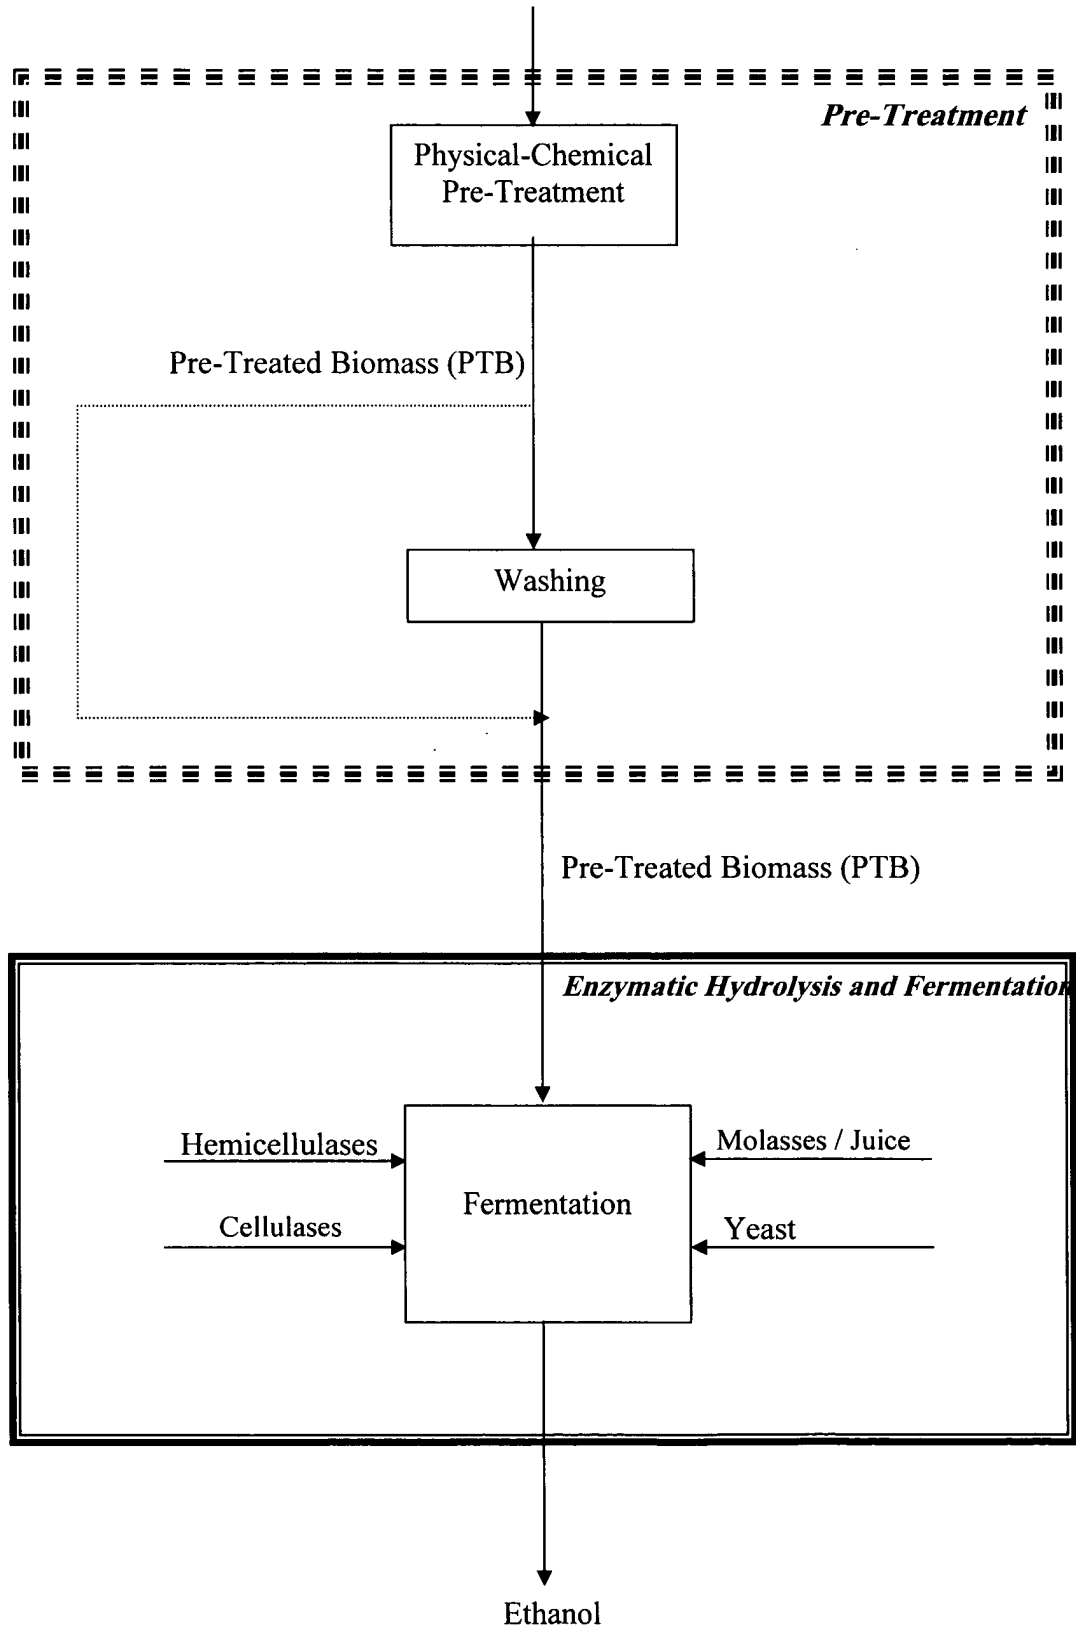 Pre-Treatment
Physical-Chemical
Pre-Treatment
Pre-Treated Biomass (PTB)
Washing
Pre-Treated Biomass (PTB)
Enzymatic Hydrolysis and Fermentation
Hemicellulases
Molasses / Juice
Fermentation
Cellulases
Yeast
Ethanol